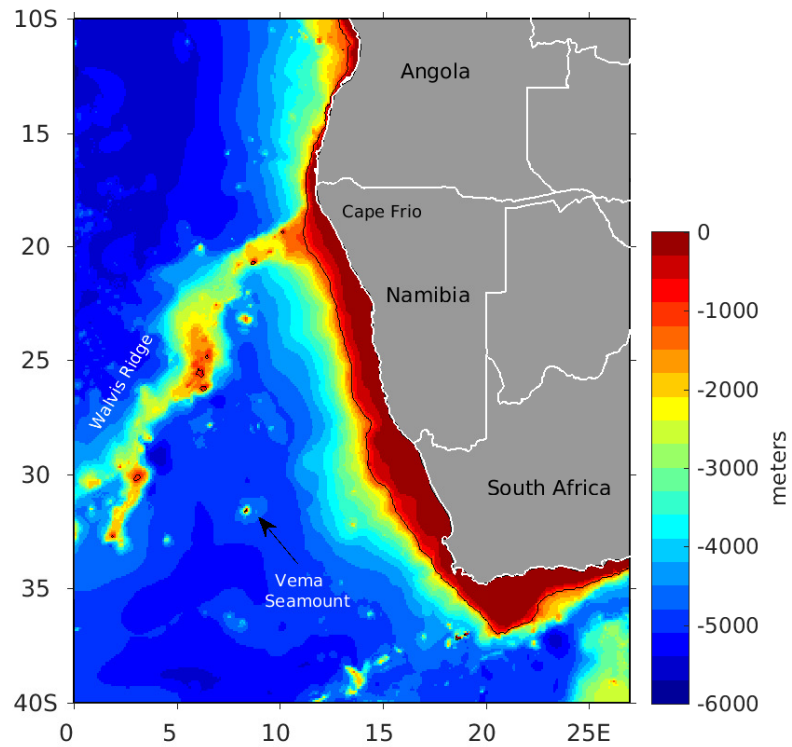 10S
Angola
15
Cape Frio
20
0
Namibia
-1000
Walvis Ridge
25
-2000
30
South Africa
-3000
meters
Vema
Seamount
-4000
35
-5000
40S
-6000
0 5 10 15 20 25E